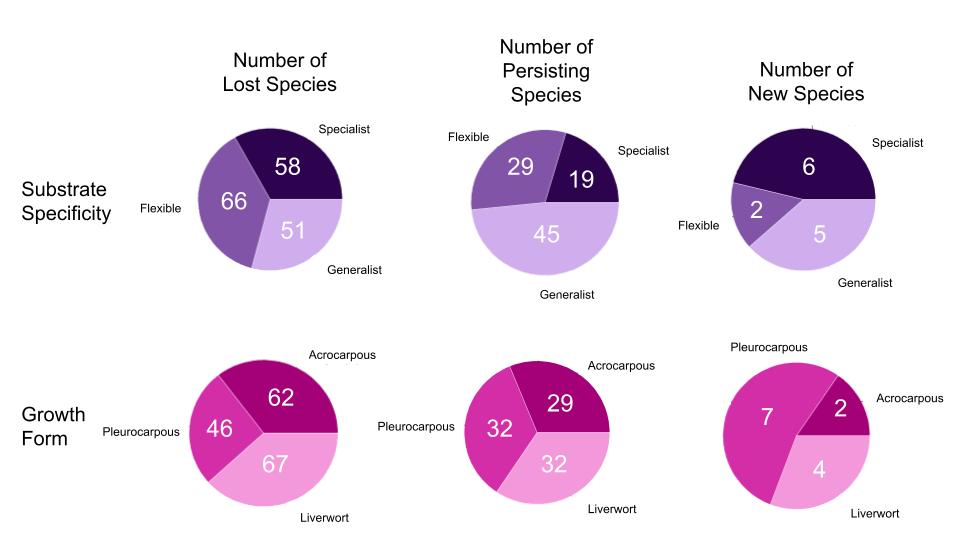 Number of
Lost Species
Number of
Persisting
Species
Number of
New Species
Substrate
Specificity
Specialist
58
Flexible
66
51
Generalist
Flexible
29
Specialist
19
45
Generalist
Specialist
6
Flexible
2
5
Generalist
Growth
Form
Acrocarpous
62
Pleurocarpous
46
67
Liverwort
Acrocarpous
29
Pleurocarpous
32
32
Liverwort
Pleurocarpous
7
Acrocarpous
2
4
Liverwort